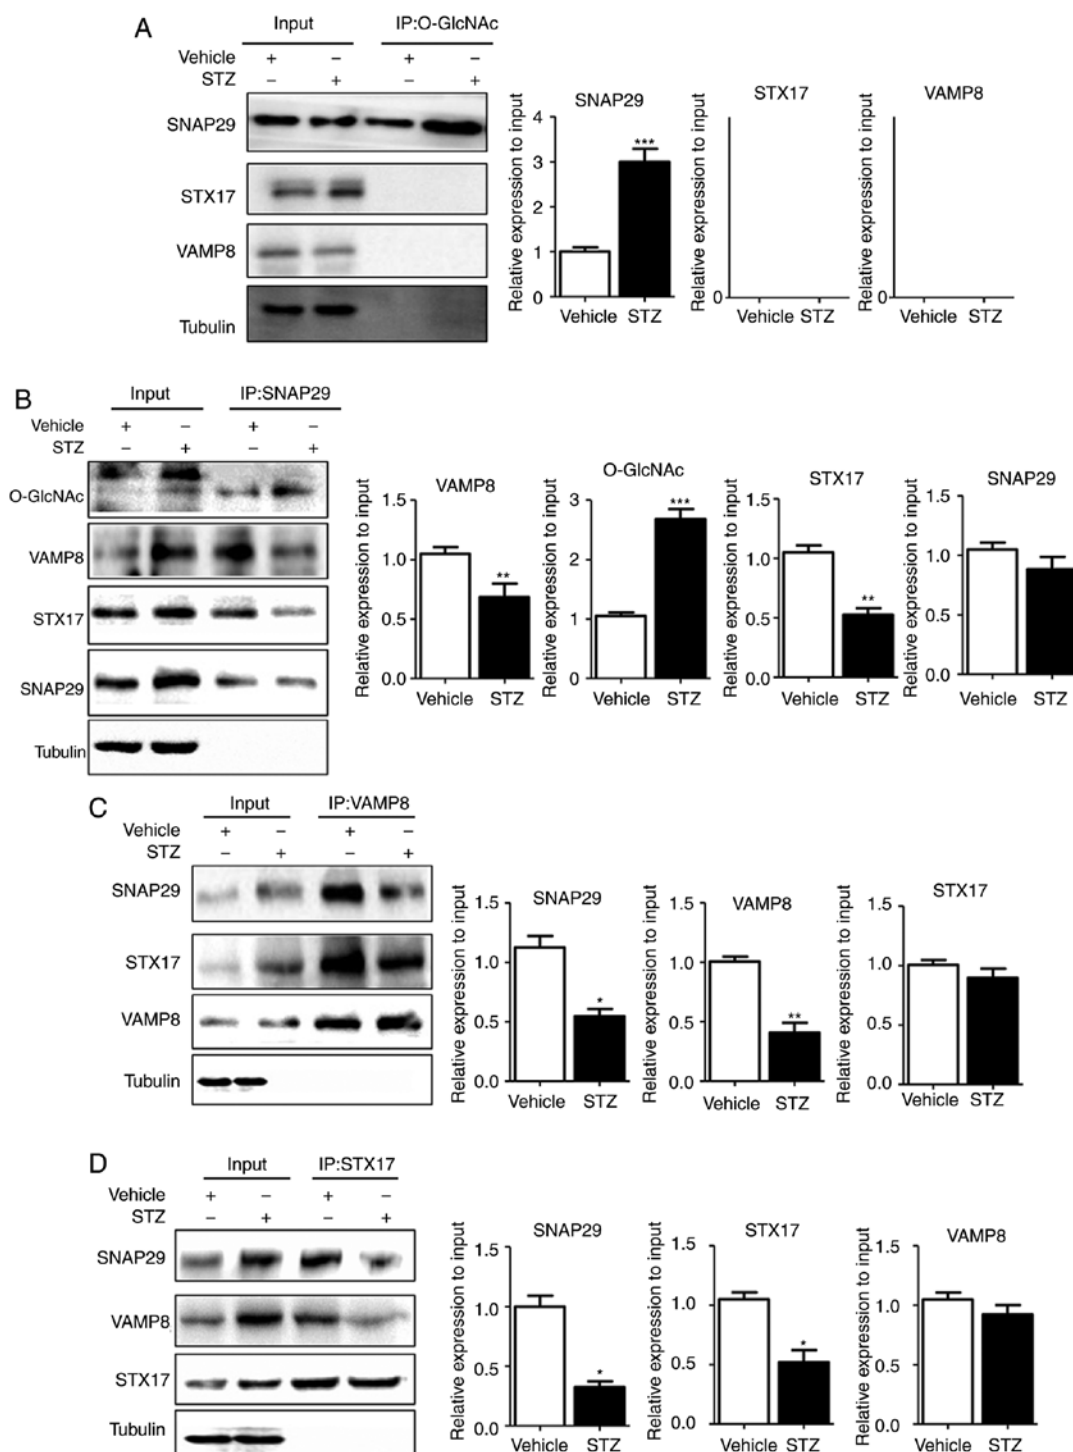 A
Input IP:O-GlcNAc
Vehicle + – + –
STZ – + – +
SNAP29
STX17
VAMP8
Tubulin
SNAP29
Relative expression to input
4
3
2
1
0
***
Vehicle STZ
STX17
Relative expression to input
0
Vehicle STZ
VAMP8
Relative expression to input
0
Vehicle STZ
B
Input IP:SNAP29
Vehicle + – + –
STZ – + – +
O-GlcNAc
VAMP8
STX17
SNAP29
Tubulin
VAMP8
Relative expression to input
1.5
1.0
0.5
0.0
**
Vehicle STZ
O-GlcNAc
Relative expression to input
3
2
1
0
***
Vehicle STZ
STX17
Relative expression to input
1.5
1.0
0.5
0.0
**
Vehicle STZ
SNAP29
Relative expression to input
1.5
1.0
0.5
0.0
Vehicle STZ
C
Input IP:VAMP8
Vehicle + – + –
STZ – + – +
SNAP29
STX17
VAMP8
Tubulin
SNAP29
Relative expression to input
1.5
1.0
0.5
0.0
*
Vehicle STZ
VAMP8
Relative expression to input
1.5
1.0
0.5
0.0
**
Vehicle STZ
STX17
Relative expression to input
1.5
1.0
0.5
0.0
Vehicle STZ
D
Input IP:STX17
Vehicle + – + –
STZ – + – +
SNAP29
VAMP8
STX17
Tubulin
SNAP29
Relative expression to input
1.5
1.0
0.5
0.0
*
Vehicle STZ
STX17
Relative expression to input
1.5
1.0
0.5
0.0
*
Vehicle STZ
VAMP8
Relative expression to input
1.5
1.0
0.5
0.0
Vehicle STZ